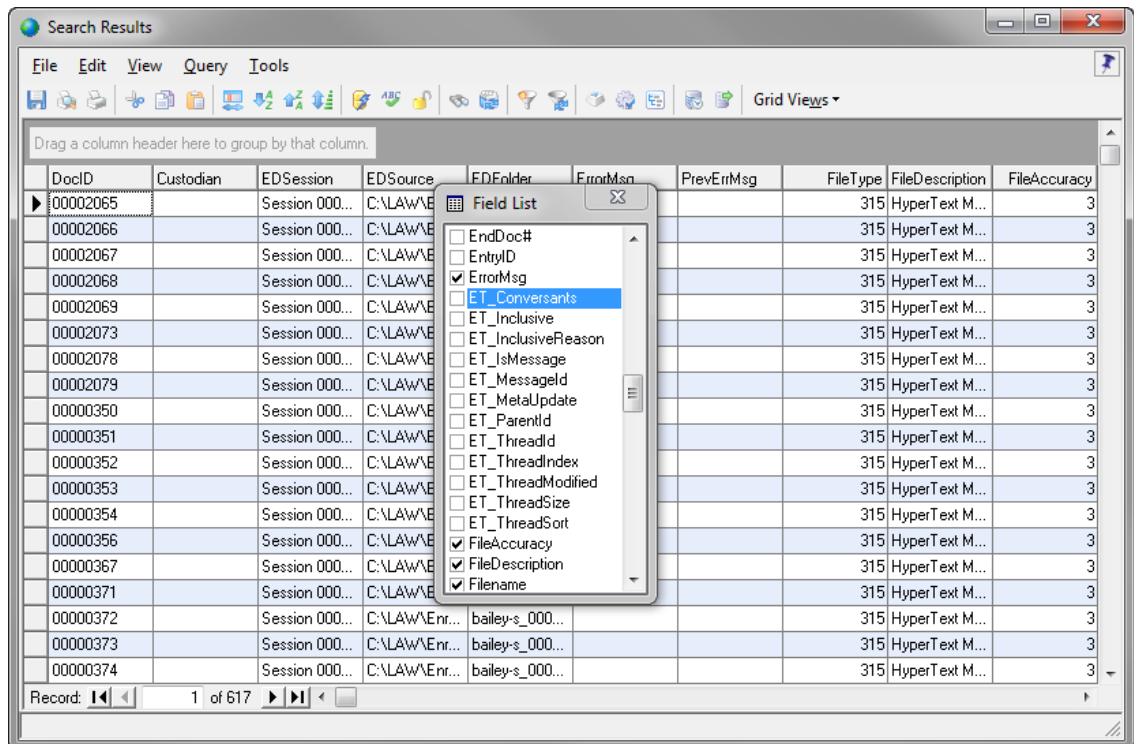 Search Results
File Edit View Query Tools
Grid Views
Drag a column header here to group by that column.
DocID Custodian EDSession EDSource EDFolder ErrorMsg PrevErrMsg FileType FileDescription FileAccuracy
00002065 Session 000... C:\LAW\E 315 HyperText M... 3
00002066 Session 000... C:\LAW\E 315 HyperText M... 3
00002067 Session 000... C:\LAW\E 315 HyperText M... 3
00002068 Session 000... C:\LAW\E 315 HyperText M... 3
00002069 Session 000... C:\LAW\E 315 HyperText M... 3
00002073 Session 000... C:\LAW\E 315 HyperText M... 3
00002078 Session 000... C:\LAW\E 315 HyperText M... 3
00002079 Session 000... C:\LAW\E 315 HyperText M... 3
00000350 Session 000... C:\LAW\E 315 HyperText M... 3
00000351 Session 000... C:\LAW\E 315 HyperText M... 3
00000352 Session 000... C:\LAW\E 315 HyperText M... 3
00000353 Session 000... C:\LAW\E 315 HyperText M... 3
00000354 Session 000... C:\LAW\E 315 HyperText M... 3
00000356 Session 000... C:\LAW\E 315 HyperText M... 3
00000367 Session 000... C:\LAW\E 315 HyperText M... 3
00000371 Session 000... C:\LAW\E 315 HyperText M... 3
00000372 Session 000... C:\LAW\Enr... bailey-s_000... 315 HyperText M... 3
00000373 Session 000... C:\LAW\Enr... bailey-s_000... 315 HyperText M... 3
00000374 Session 000... C:\LAW\Enr... bailey-s_000... 315 HyperText M... 3
Field List
EndDoc#
EntryID
ErrorMsg
ET_Conversants
ET_Inclusive
ET_InclusiveReason
ET_IsMessage
ET_MessageId
ET_MetaUpdate
ET_ParentId
ET_ThreadId
ET_ThreadIndex
ET_ThreadModified
ET_ThreadSize
ET_ThreadSort
FileAccuracy
FileDescription
Filename
Record: 1 of 617